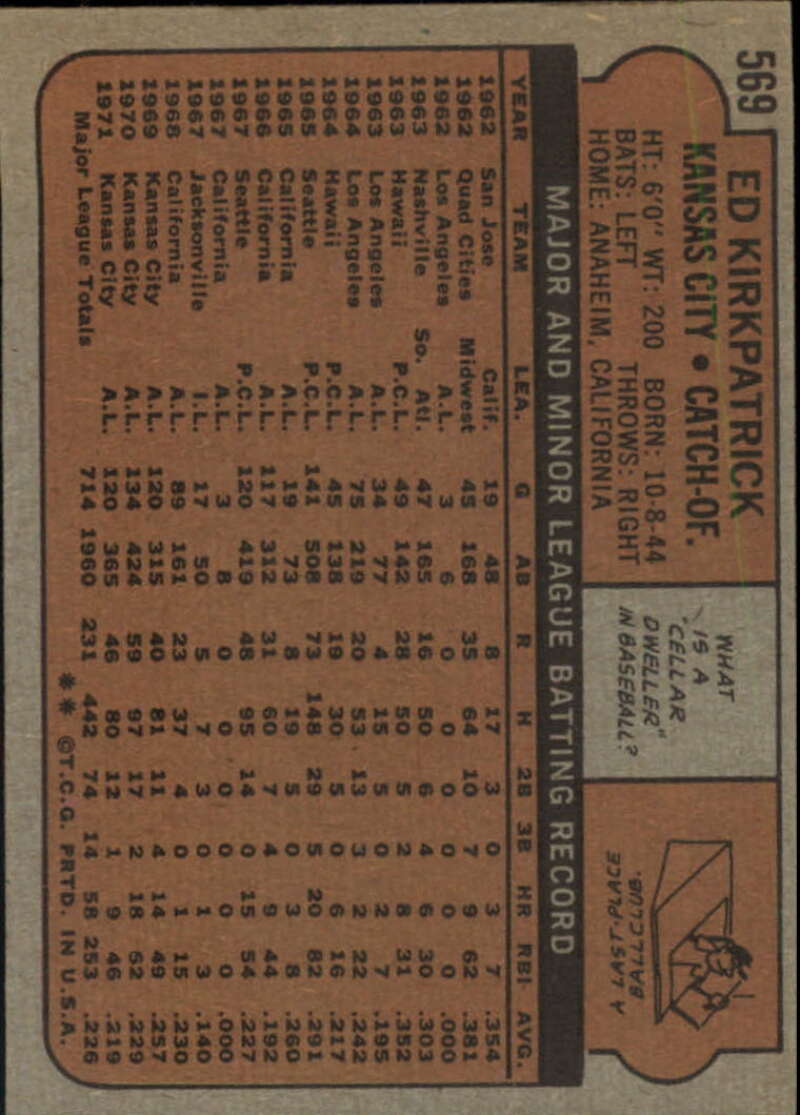 569
ED KIRKPATRICK
KANSAS CITY • CATCH-OF.
HT: 6'0" WT: 200 BORN: 10-8-44
BATS: LEFT THROWS: RIGHT
HOME: ANAHEIM, CALIFORNIA
WHAT
IS A
"CELLAR
DWELLER"
IN BASEBALL?
A LAST-PLACE
BALLCLUB.
MAJOR AND MINOR LEAGUE BATTING RECORD
YEAR TEAM LEA. G AB R H 2B 3B HR RBI AVG.
1962 San Jose Calif. 19 48 8 17 3 0 3 7 .354
1962 Quad Cities Midwest 45 168 35 64 10 7 9 62 .381
1962 Los Angeles A.L. 3 6 0 0 0 0 0 0 .000
1963 Nashville So. Atl. 47 165 16 50 6 4 6 30 .303
1963 Hawaii P.C.L. 49 142 28 50 5 2 8 31 .352
1963 Los Angeles A.L. 34 77 4 15 5 0 2 7 .195
1964 Los Angeles A.L. 75 219 20 53 13 3 2 22 .242
1964 Hawaii P.C.L. 45 138 19 30 5 0 6 16 .217
1965 Seattle P.C.L. 141 508 73 148 29 5 20 82 .291
1965 California A.L. 19 73 8 19 5 0 3 8 .260
1966 California A.L. 117 312 31 60 7 4 9 44 .192
1967 Seattle P.C.L. 120 419 48 95 14 0 15 54 .227
1967 California A.L. 3 8 0 0 0 0 0 0 .000
1967 Jacksonville I.L. 17 50 5 7 3 0 1 3 .140
1968 California A.L. 89 161 23 37 4 0 1 15 .230
1969 Kansas City A.L. 120 315 40 81 11 4 14 49 .257
1970 Kansas City A.L. 134 424 59 97 17 2 18 62 .229
1971 Kansas City A.L. 120 365 46 80 12 1 9 46 .219
Major League Totals 714 1960 231 442 74 14 58 253 .226
** ©T.C.G. PRTD. IN U.S.A.